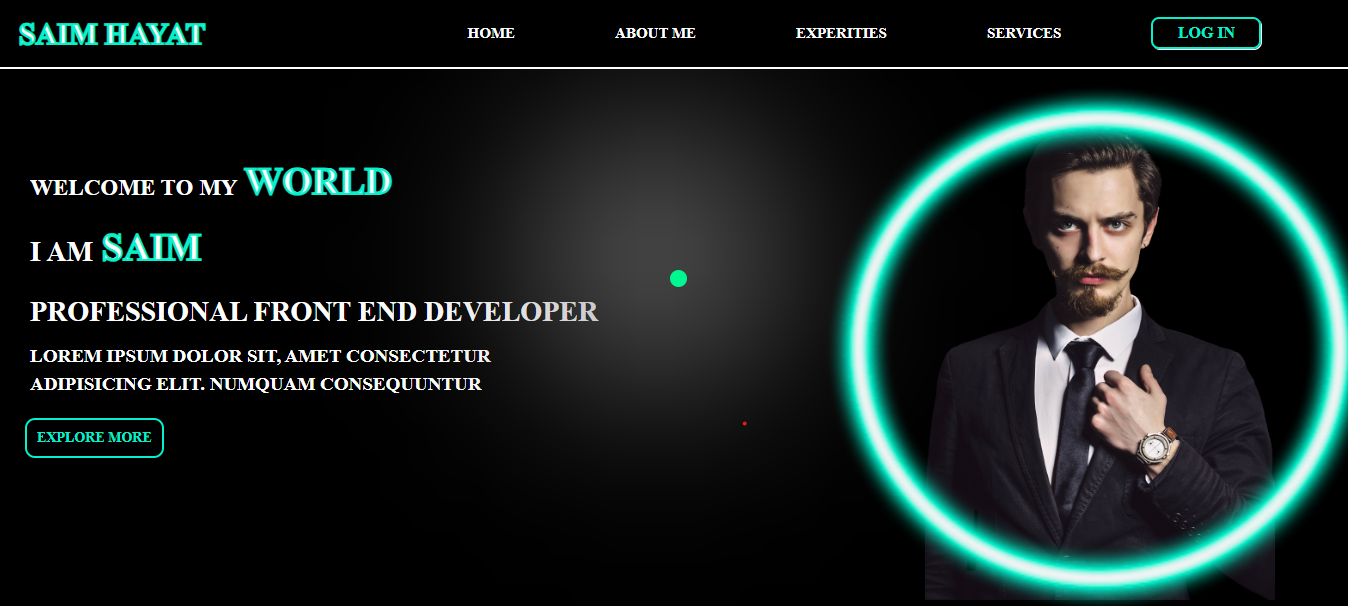 SAIM HAYAT
HOME
ABOUT ME
EXPERITIES
SERVICES
LOG IN
WELCOME TO MY WORLD
I AM SAIM
PROFESSIONAL FRONT END DEVELOPER
LOREM IPSUM DOLOR SIT, AMET CONSECTETUR
ADIPISICING ELIT. NUMQUAM CONSEQUUNTUR
EXPLORE MORE